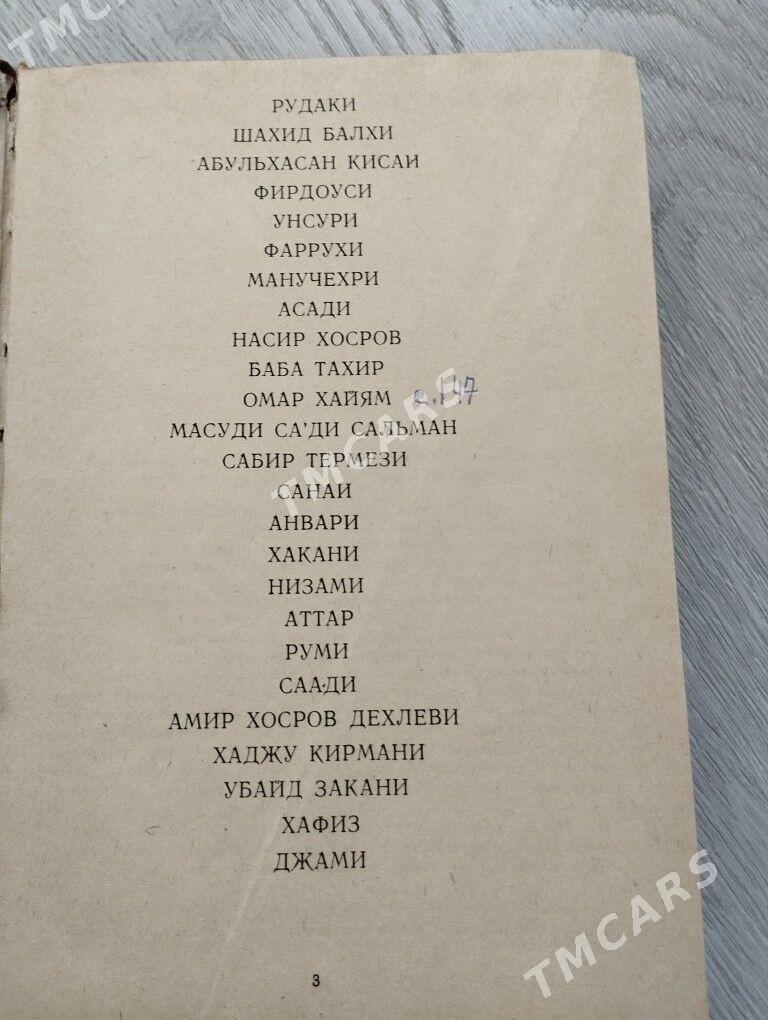 TMCARS
РУДАКИ
ШАХИД БАЛХИ
АБУЛЬХАСАН КИСАИ
ФИРДОУСИ
УНСУРИ
ФАРРУХИ
МАНУЧЕХРИ
АСАДИ
НАСИР ХОСРОВ
БАБА ТАХИР
ОМАР ХАЙЯМ с.147
МАСУДИ СА'ДИ САЛЬМАН
САБИР ТЕРМЕЗИ
TMCARS
САНАИ
АНВАРИ
ХАКАНИ
НИЗАМИ
АТТАР
РУМИ
СААДИ
АМИР ХОСРОВ ДЕХЛЕВИ
ХАДЖУ КИРМАНИ
УБАЙД ЗАКАНИ
ХАФИЗ
ДЖАМИ
TMCARS
3